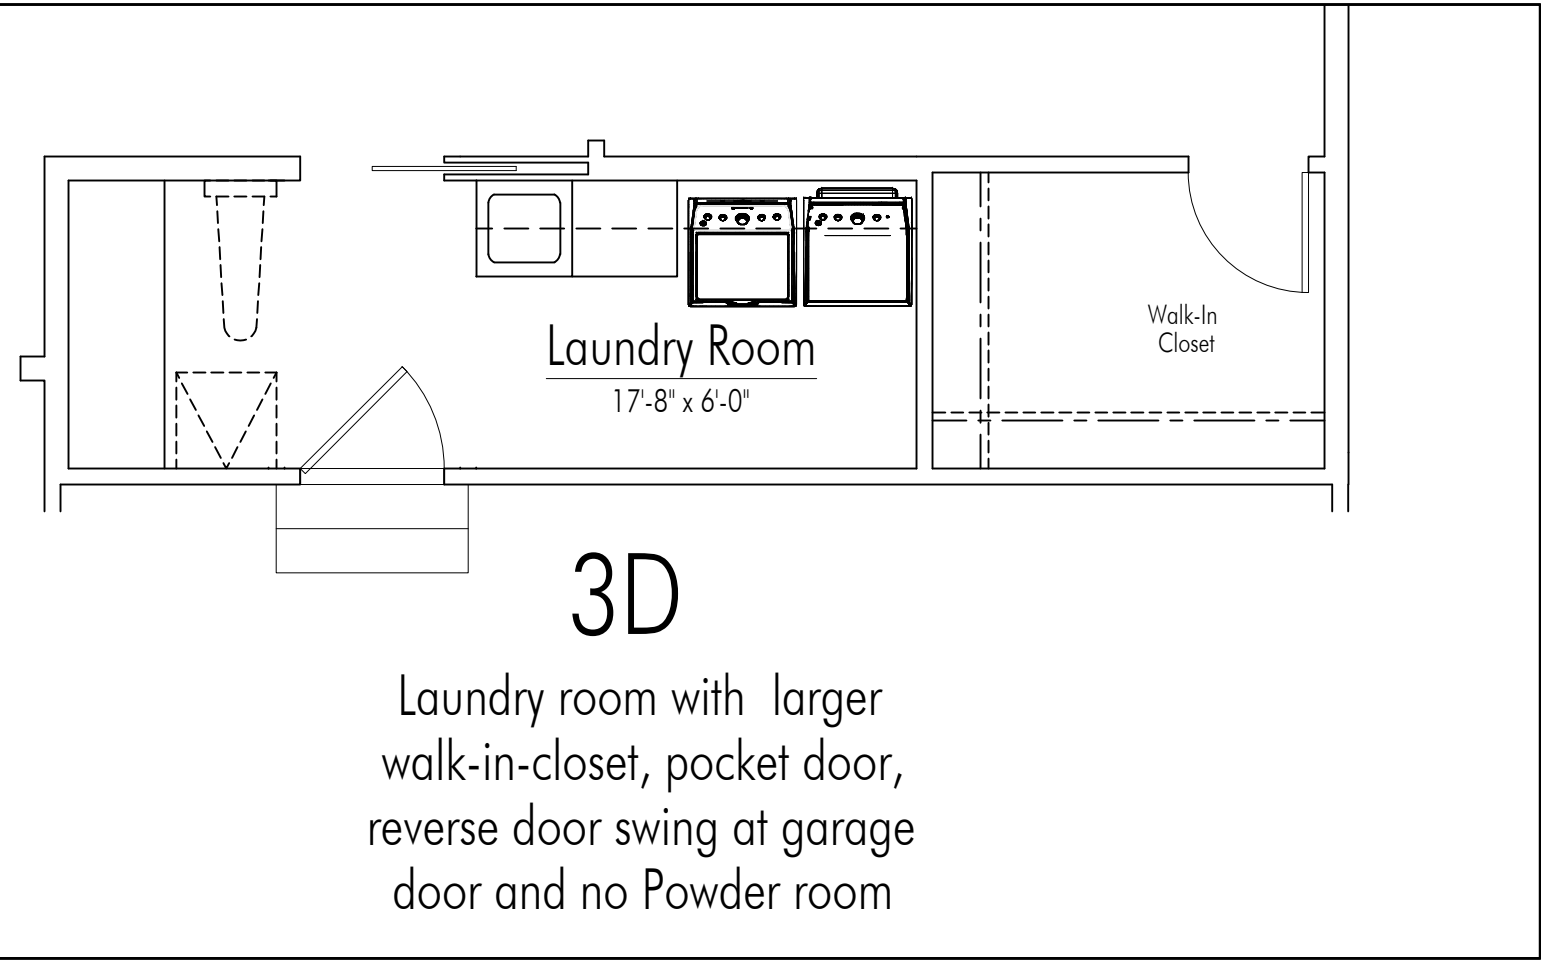 Walk-In
Closet
Laundry Room
17'-8" x 6'-0"
3D
Laundry room with larger
walk-in-closet, pocket door,
reverse door swing at garage
door and no Powder room